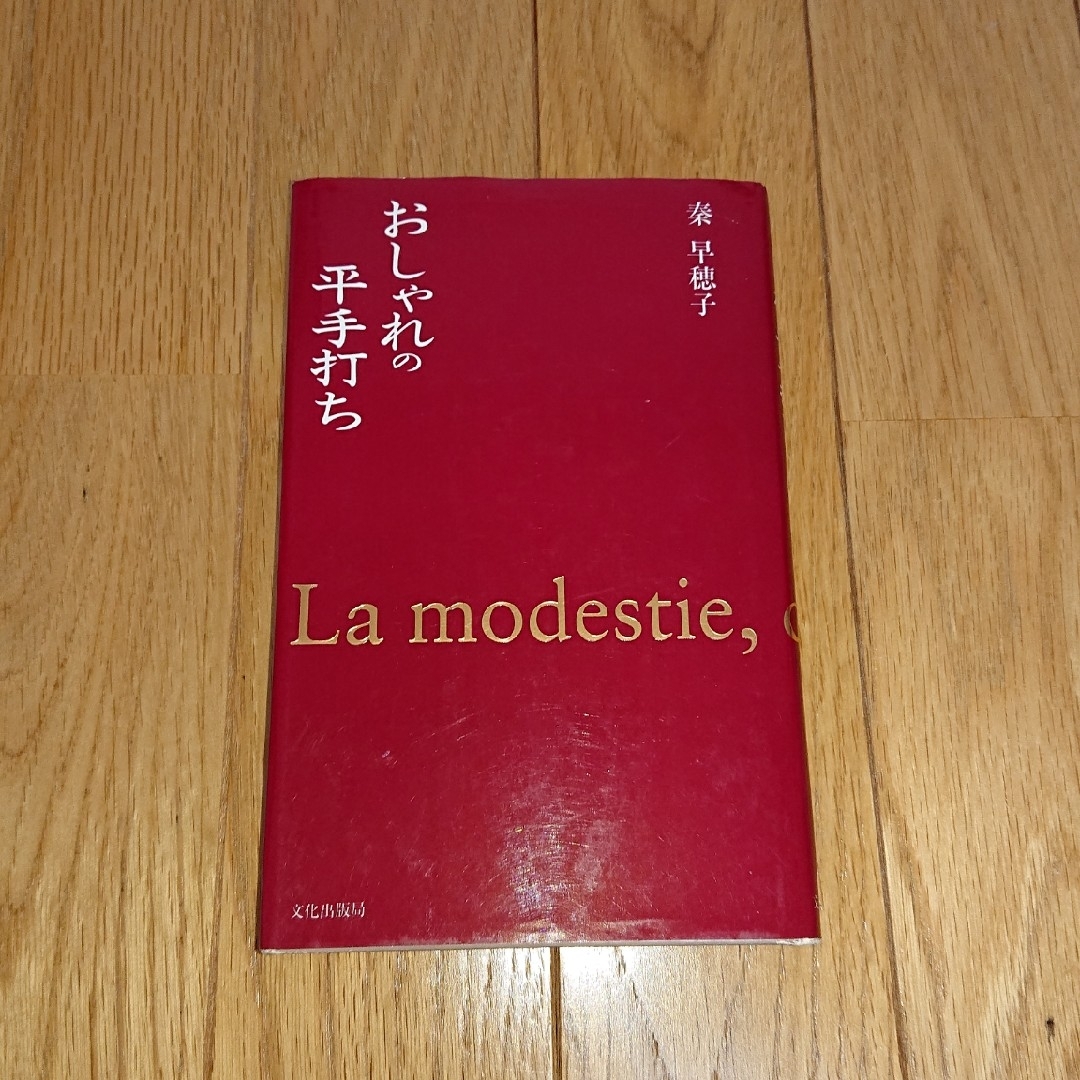 秦 早穂子
おしゃれの
平手打ち
La modestie,
文化出版局